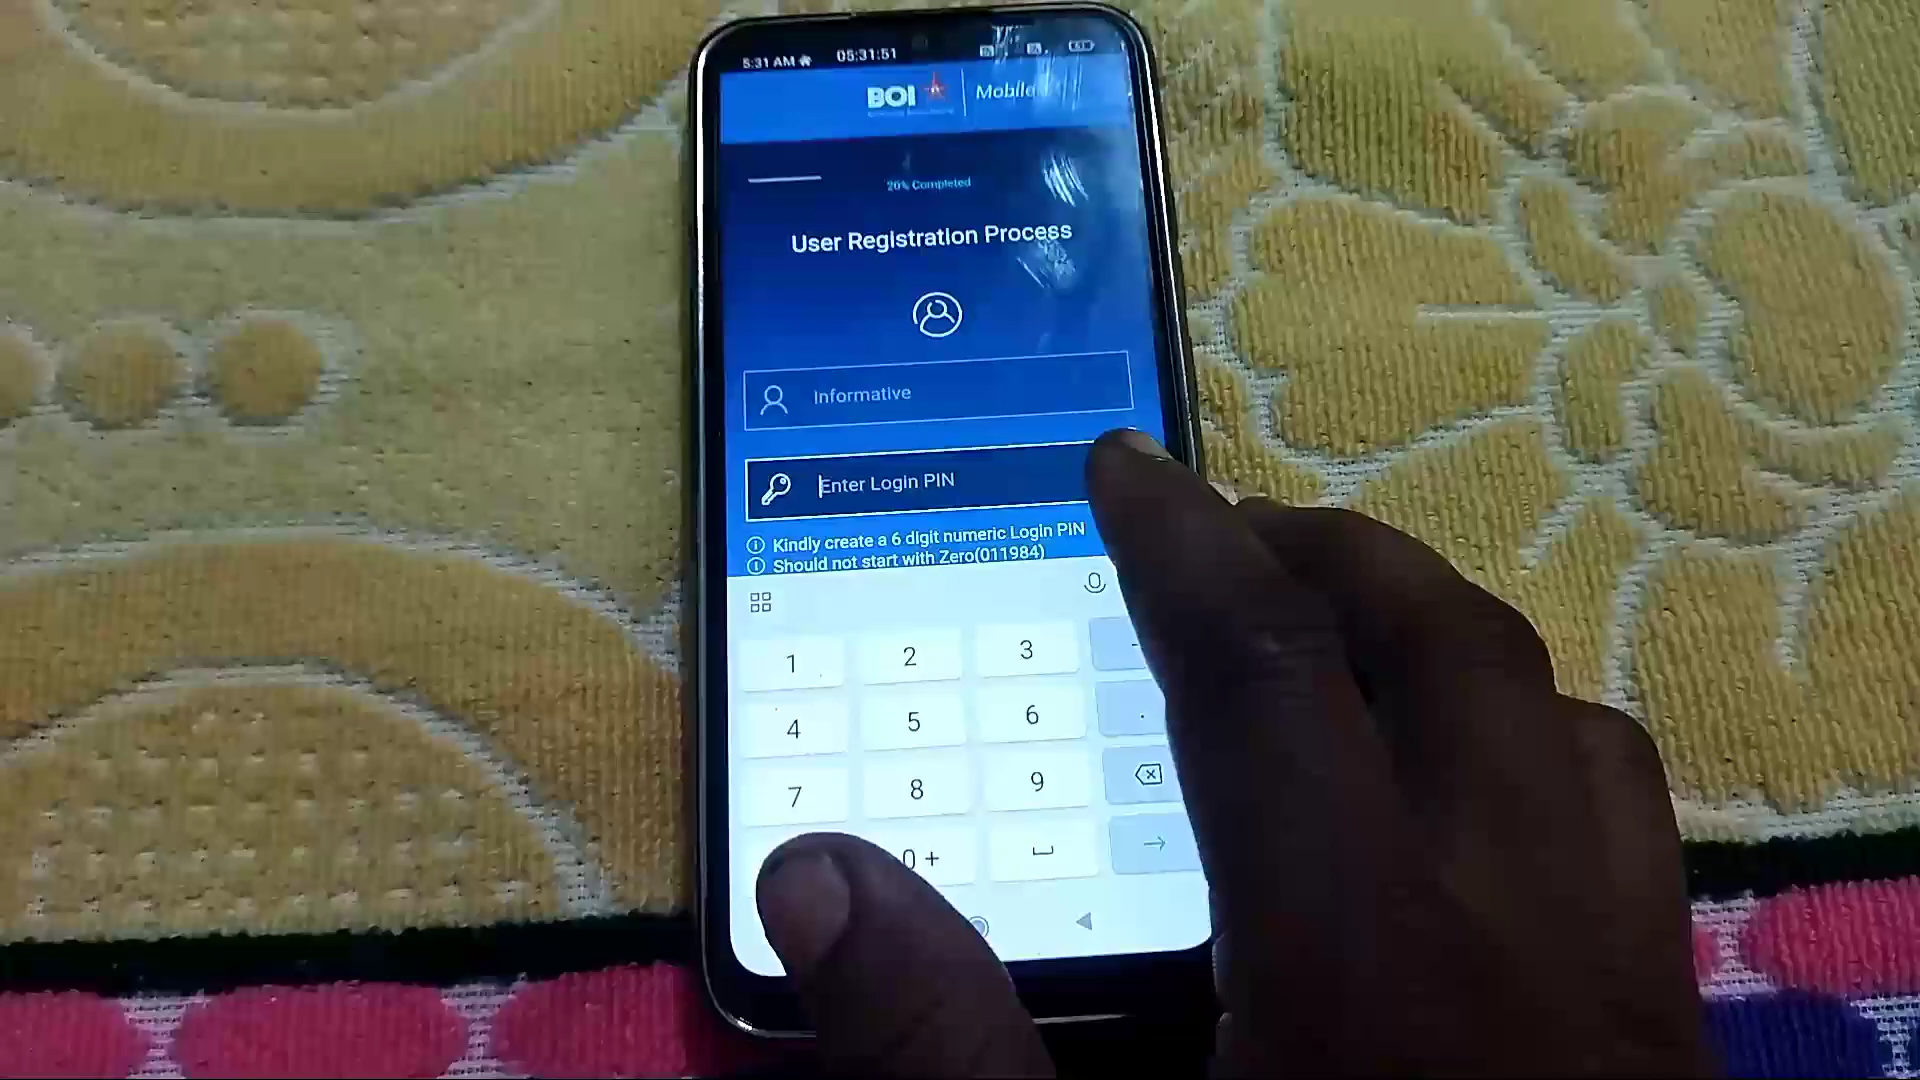 5:31 AM 05:31:51
BOI Mobile
20% Completed
User Registration Process
Informative
Enter Login PIN
Kindly create a 6 digit numeric Login PIN
Should not start with Zero(011984)
1 2 3 -
4 5 6 .
7 8 9
0 +